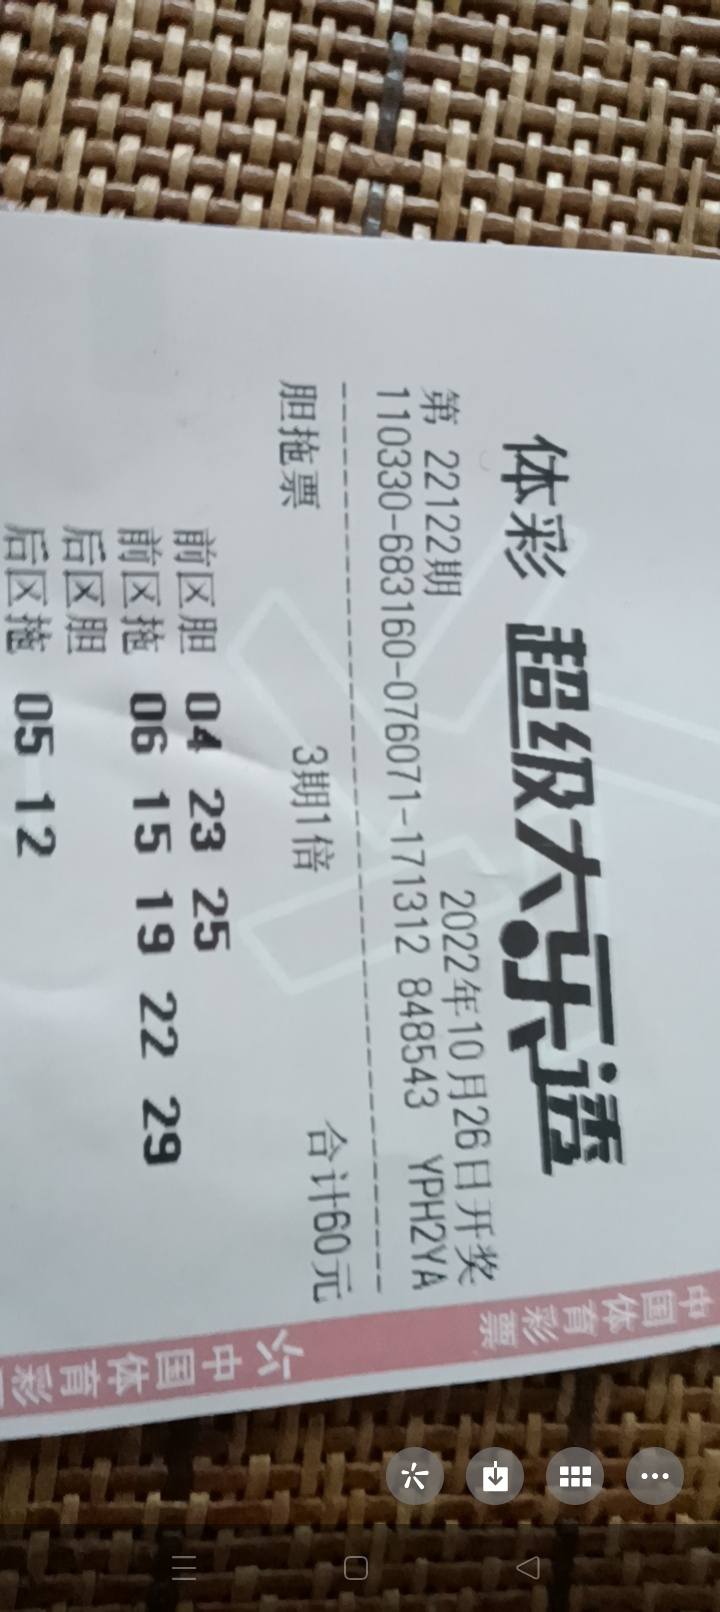 体彩 超级大乐透
第 22122期 2022年10月26日开奖
110330-683160-076071-171312 848543 YPH2YA
胆拖票 3期1倍 合计60元
前区胆 04 23 25
前区拖 06 15 19 22 29
后区胆
后区拖 05 12
中国体育彩票
中国体育彩